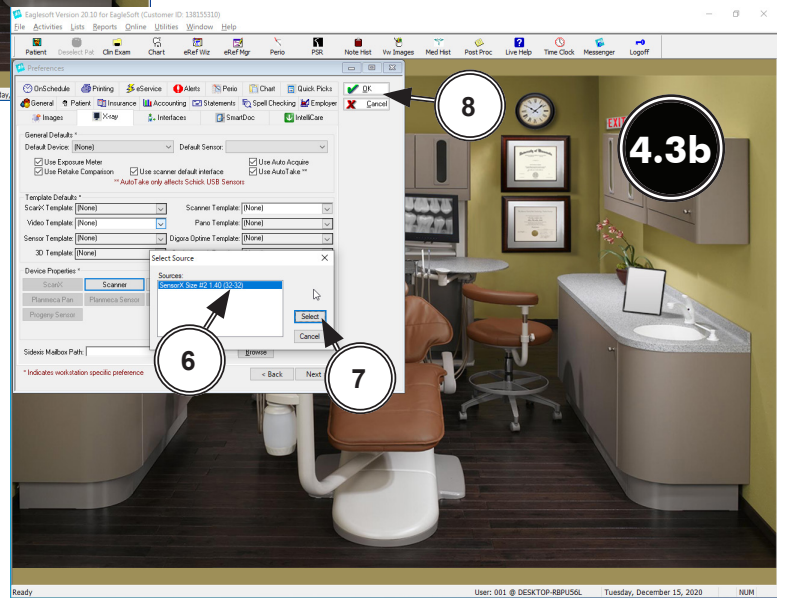 Eaglesoft Version 20.10 for EagleSoft (Customer ID: 138155310)
File Activities Lists Reports Online Utilities Window Help
Patient Deselect Pat Clin Exam Chart eRef Wiz eRef Mgr Perio PSR Note Hist Vw Images Med Hist Post Proc Live Help Time Clock Messenger Logoff
Preferences
OnSchedule Printing eService Alerts Perio Chart Quick Picks OK
General Patient Insurance Accounting Statements Spell Checking Employer Cancel
Images X-ray Interfaces SmartDoc IntelliCare
8
EXIT
4.3b
General Defaults *
Default Device: (None) Default Sensor:
Use Exposure Meter Use Auto Acquire
Use Retake Comparison Use scanner default interface Use AutoTake **
** AutoTake only affects Schick USB Sensors
Template Defaults *
ScanX Template: (None) Scanner Template: (None)
Video Template: (None) Pano Template: (None)
Sensor Template: (None) Digora Optime Template: (None)
3D Template: (None)
Select Source
Device Properties *
Sources:
ScanX Scanner
SensorX Size #2 1.40 (32-32)
Planmeca Pan Planmeca Sensor
Progeny Sensor
Select
Cancel
6
7
Sidexis Mailbox Path: Browse
* Indicates workstation specific preference < Back Next
Ready User: 001 @ DESKTOP-RBPU56L Tuesday, December 15, 2020 NUM